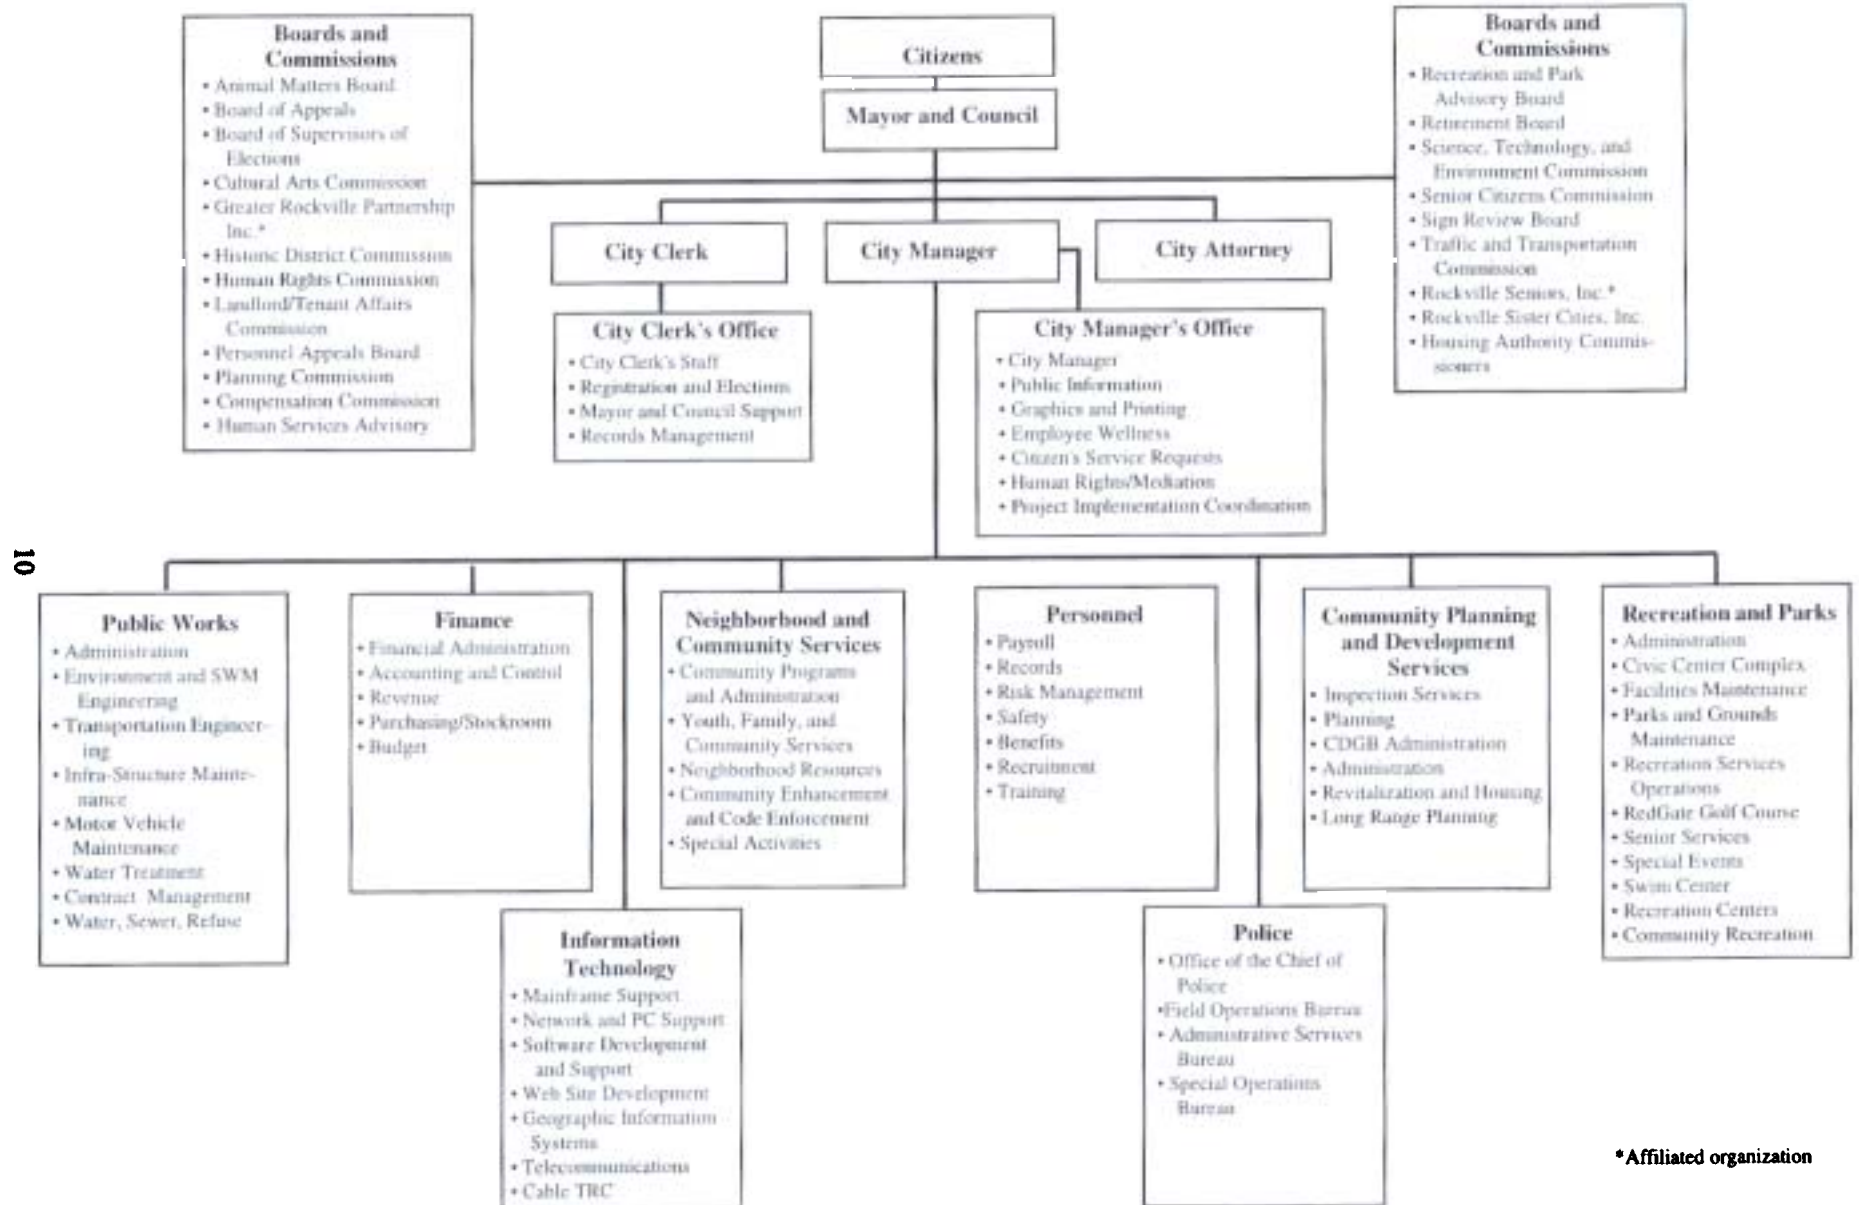 Boards and
Commissions
• Animal Matters Board
• Board of Appeals
• Board of Supervisors of
Elections
• Cultural Arts Commission
• Greater Rockville Partnership
Inc.*
• Historic District Commission
• Human Rights Commission
• Landlord/Tenant Affairs
Commission
• Personnel Appeals Board
• Planning Commission
• Compensation Commission
• Human Services Advisory
Citizens
Mayor and Council
Boards and
Commissions
• Recreation and Park
Advisory Board
• Retirement Board
• Science, Technology, and
Environment Commission
• Senior Citizens Commission
• Sign Review Board
• Traffic and Transportation
Commission
• Rockville Seniors, Inc.*
• Rockville Sister Cities, Inc.
• Housing Authority Commis-
sioners
City Clerk
City Manager
City Attorney
City Clerk's Office
• City Clerk's Staff
• Registration and Elections
• Mayor and Council Support
• Records Management
City Manager's Office
• City Manager
• Public Information
• Graphics and Printing
• Employee Wellness
• Citizen's Service Requests
• Human Rights/Mediation
• Project Implementation Coordination
10
Public Works
• Administration
• Environment and SWM
Engineering
• Transportation Engineer-
ing
• Infra-Structure Mainte-
nance
• Motor Vehicle
Maintenance
• Water Treatment
• Contract Management
• Water, Sewer, Refuse
Finance
• Financial Administration
• Accounting and Control
• Revenue
• Purchasing/Stockroom
• Budget
Neighborhood and
Community Services
• Community Programs
and Administration
• Youth, Family, and
Community Services
• Neighborhood Resources
• Community Enhancement
and Code Enforcement
• Special Activities
Personnel
• Payroll
• Records
• Risk Management
• Safety
• Benefits
• Recruitment
• Training
Community Planning
and Development
Services
• Inspection Services
• Planning
• CDGB Administration
• Administration
• Revitalization and Housing
• Long Range Planning
Recreation and Parks
• Administration
• Civic Center Complex
• Facilities Maintenance
• Parks and Grounds
Maintenance
• Recreation Services
Operations
• RedGate Golf Course
• Senior Services
• Special Events
• Swim Center
• Recreation Centers
• Community Recreation
Information
Technology
• Mainframe Support
• Network and PC Support
• Software Development
and Support
• Web Site Development
• Geographic Information
Systems
• Telecommunications
• Cable TRC
Police
• Office of the Chief of
Police
•Field Operations Bureau
• Administrative Services
Bureau
• Special Operations
Bureau
*Affiliated organization